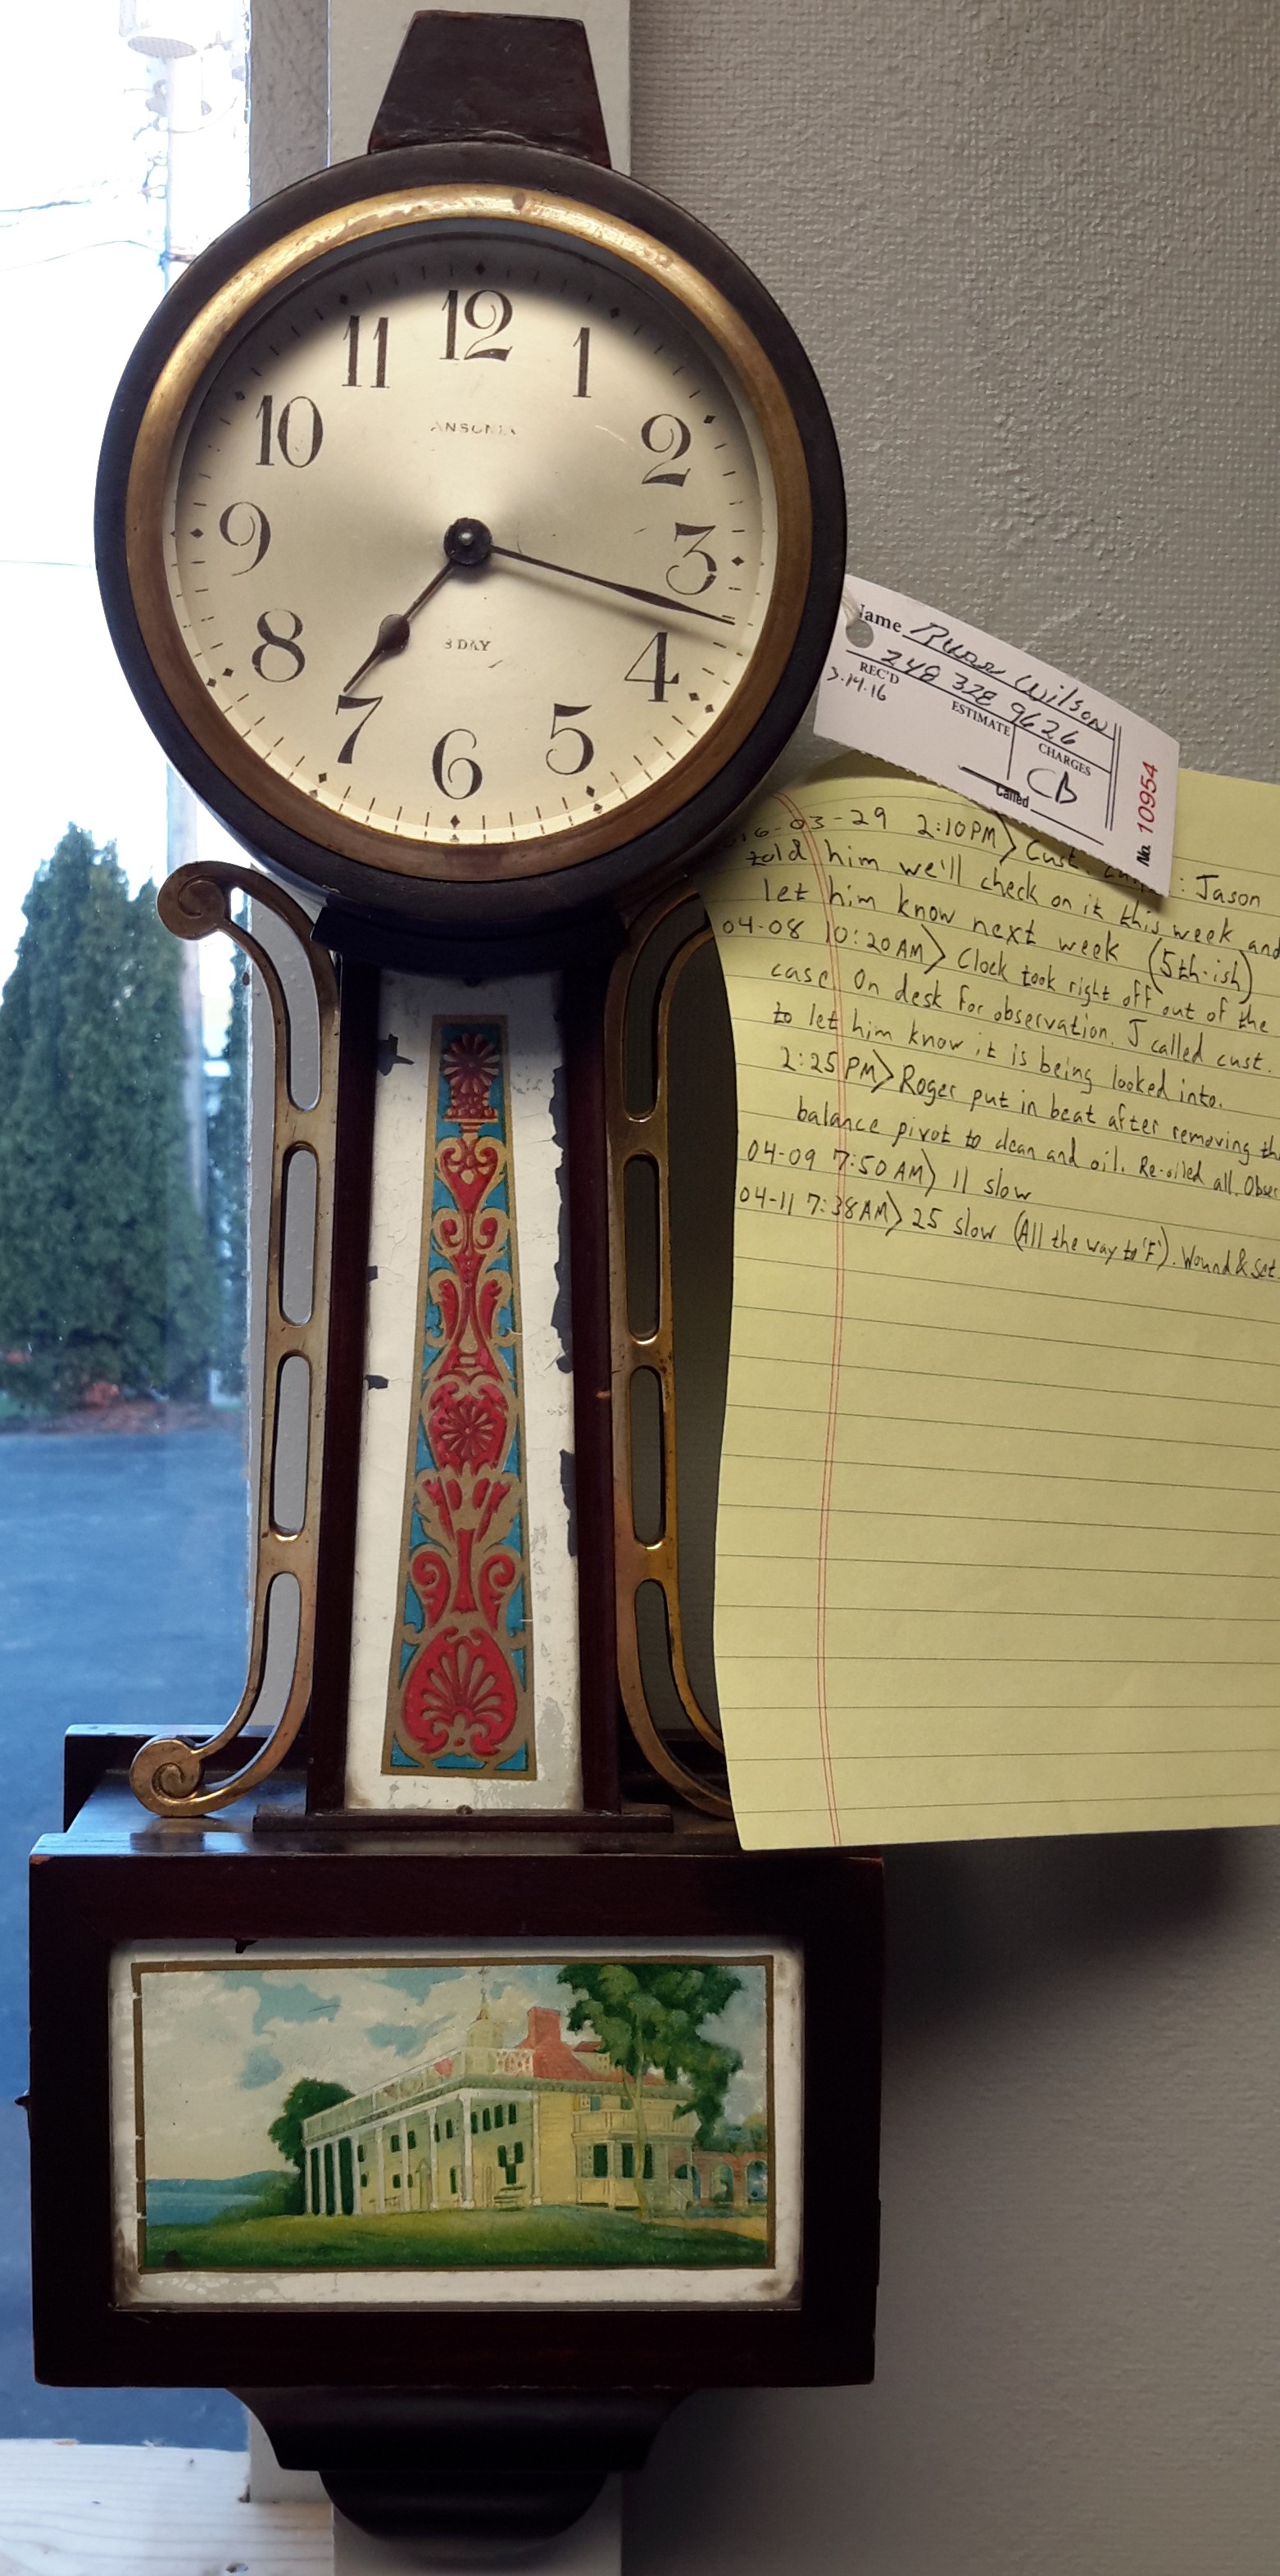 12
11
1
10
2
ANSONIA
9
3
8
8 DAY
4
7
5
6
Name Russ Wilson
248 328 9626
REC'D
3.14.16
ESTIMATE
CHARGES
CB
Called
No. 10954
16-03-29 2:10PM> Cust. : Jason
told him we'll check on it this week and
let him know next week (5th-ish)
04-08 10:20AM> Clock took right off out of the
case. On desk for observation. J called cust.
to let him know it is being looked into.
2:25PM> Roger put in beat after removing th
balance pivot to clean and oil. Re-oiled all. Obser
04-09 7:50AM> 11 slow
04-11 7:38AM> 25 slow (All the way to 'F'). Wound & set.